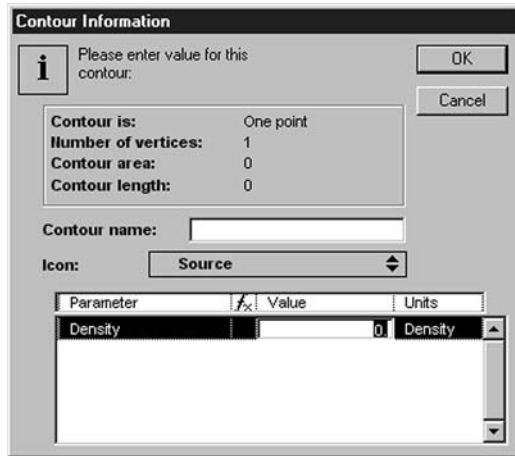 Contour Information
i
Please enter value for this
contour:
OK
Cancel
Contour is: One point
Number of vertices: 1
Contour area: 0
Contour length: 0
Contour name:
Icon: Source
Parameter fx Value Units
Density 0. Density